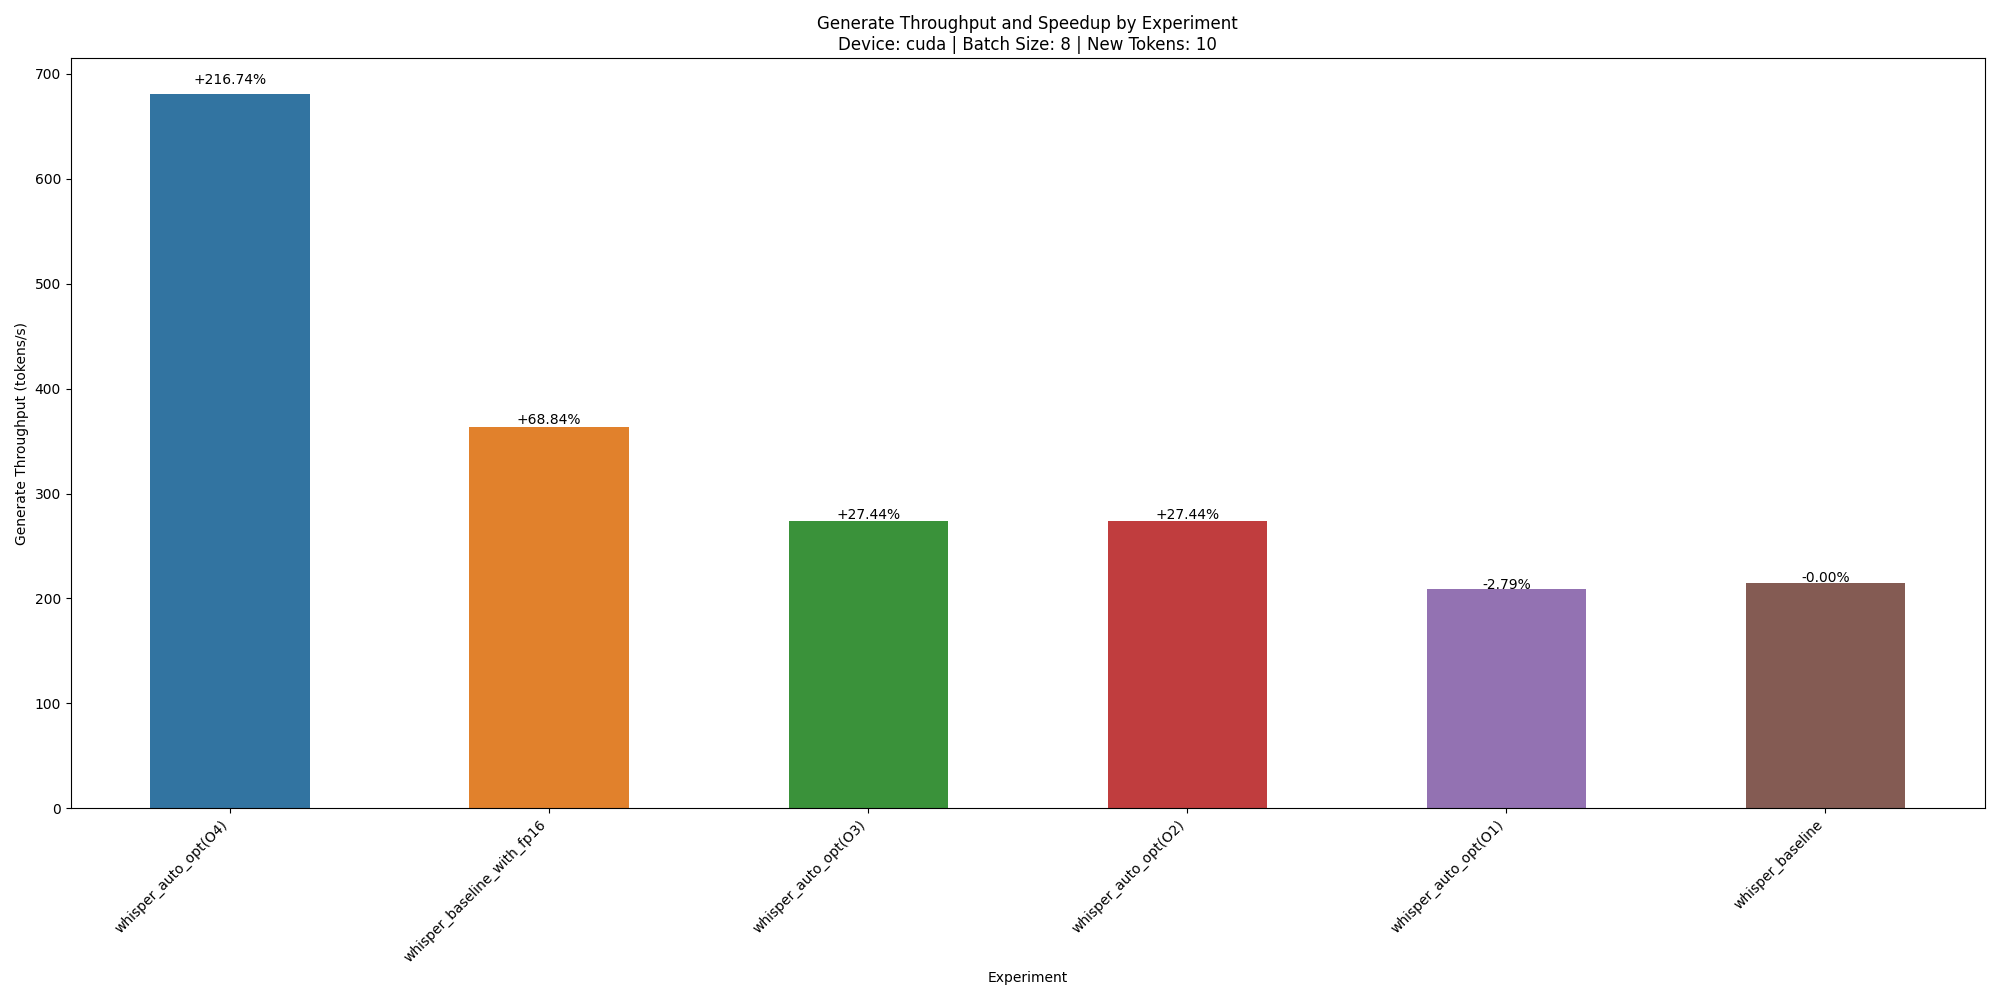 Generate Throughput and Speedup by Experiment
Device: cuda | Batch Size: 8 | New Tokens: 10
Generate Throughput (tokens/s)
700
600
500
400
300
200
100
0
+216.74%
+68.84%
+27.44%
+27.44%
-2.79%
-0.00%
whisper_auto_opt(O4)
whisper_baseline_with_fp16
whisper_auto_opt(O3)
whisper_auto_opt(O2)
whisper_auto_opt(O1)
whisper_baseline
Experiment